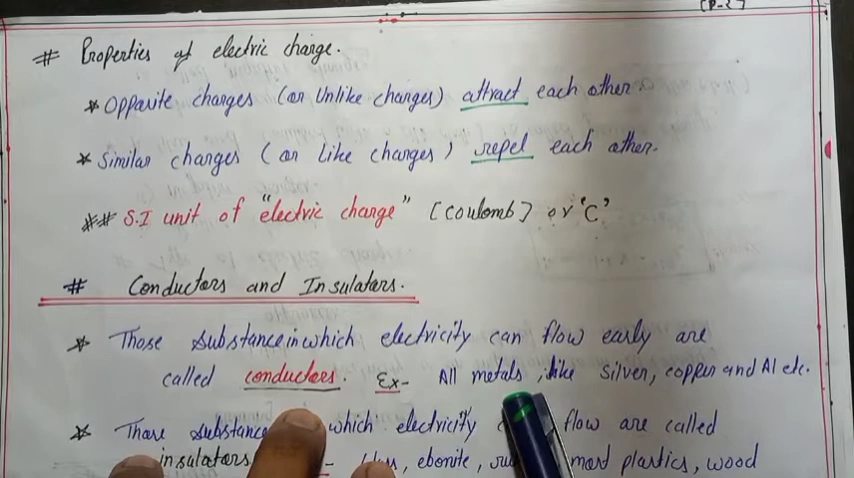 # Properties of electric charge.
* Opposite charges (or Unlike charges) attract each other
* Similar charges (or Like charges) repel each other.
## S.I unit of "electric charge" [coulomb] or 'C'
# Conductors and Insulators.
* Those substance in which electricity can flow early are
called conductors. Ex- All metals, like silver, copper and Al etc.
* Those substance which electricity flow are called
insulators ebonite, most plastics, wood